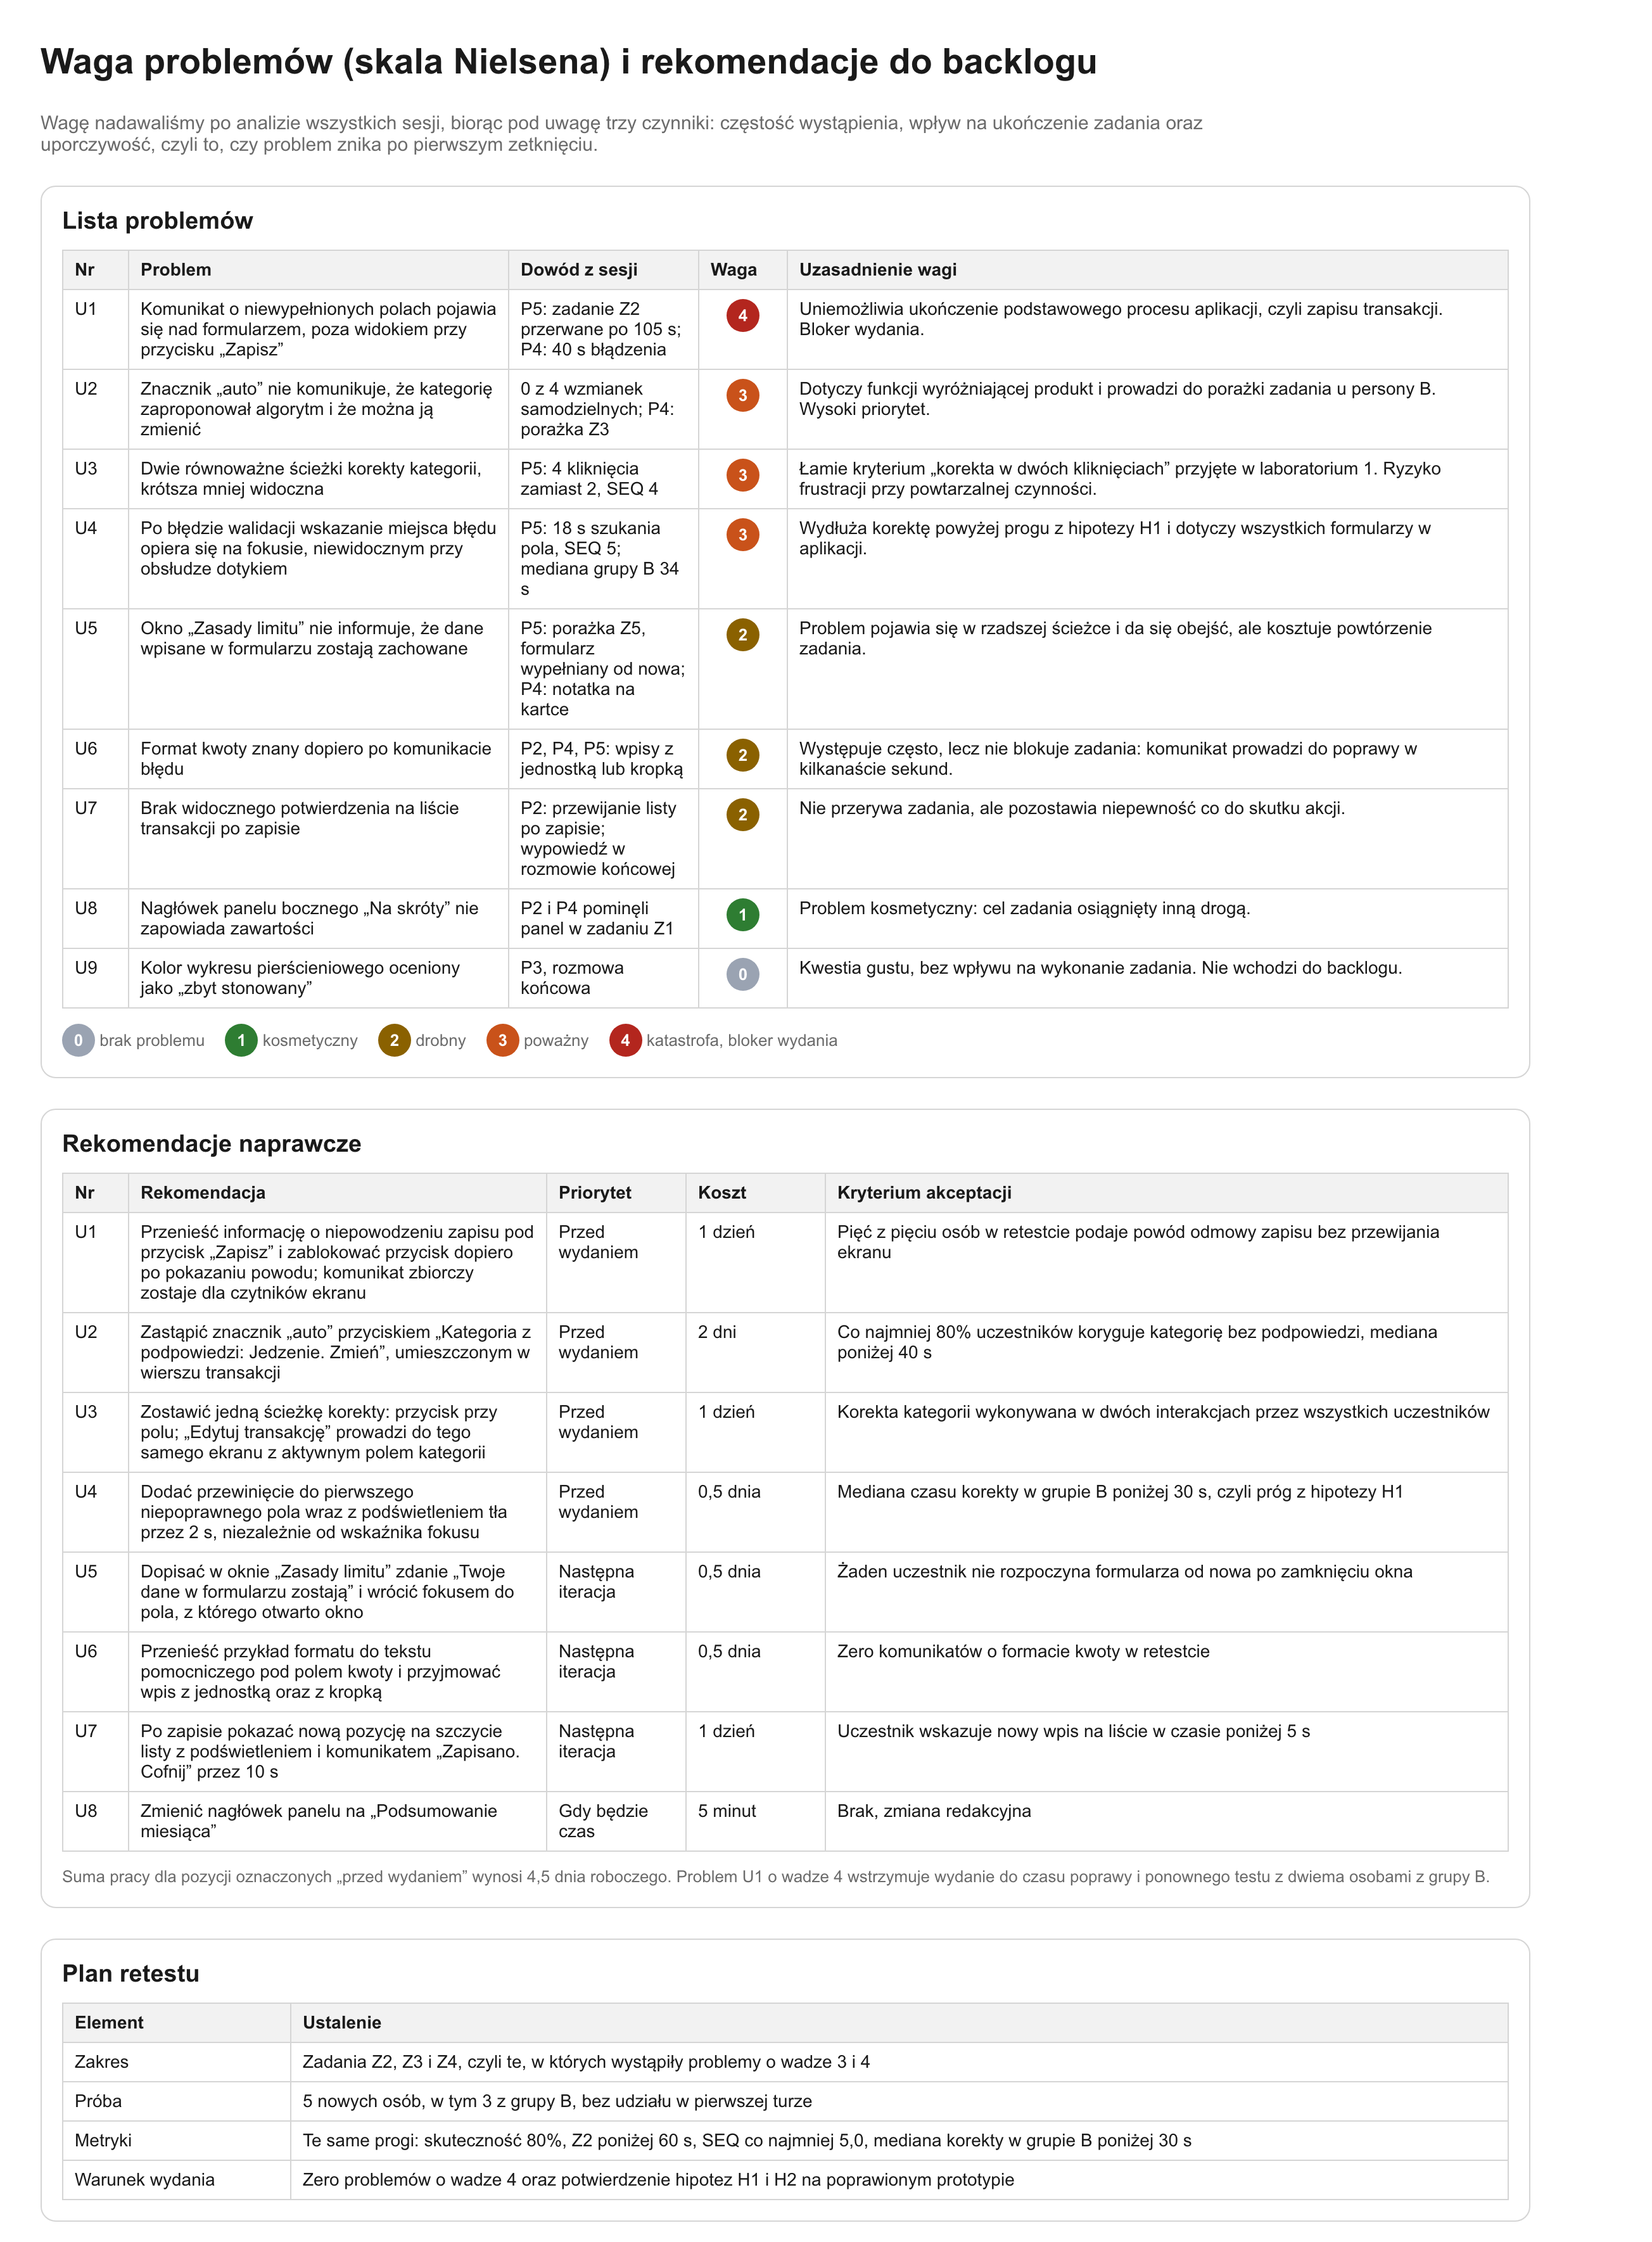 Waga problemów (skala Nielsena) i rekomendacje do backlogu
Wagę nadawaliśmy po analizie wszystkich sesji, biorąc pod uwagę trzy czynniki: częstość wystąpienia, wpływ na ukończenie zadania oraz
uporczywość, czyli to, czy problem znika po pierwszym zetknięciu.
Lista problemów
Nr Problem Dowód z sesji Waga Uzasadnienie wagi
U1 Komunikat o niewypełnionych polach pojawia P5: zadanie Z2 4 Uniemożliwia ukończenie podstawowego procesu aplikacji, czyli zapisu transakcji.
się nad formularzem, poza widokiem przy przerwane po 105 s; Bloker wydania.
przycisku „Zapisz” P4: 40 s błądzenia
U2 Znacznik „auto” nie komunikuje, że kategorię 0 z 4 wzmianek 3 Dotyczy funkcji wyróżniającej produkt i prowadzi do porażki zadania u persony B.
zaproponował algorytm i że można ją samodzielnych; P4: Wysoki priorytet.
zmienić porażka Z3
U3 Dwie równoważne ścieżki korekty kategorii, P5: 4 kliknięcia 3 Łamie kryterium „korekta w dwóch kliknięciach” przyjęte w laboratorium 1. Ryzyko
krótsza mniej widoczna zamiast 2, SEQ 4 frustracji przy powtarzalnej czynności.
U4 Po błędzie walidacji wskazanie miejsca błędu P5: 18 s szukania 3 Wydłuża korektę powyżej progu z hipotezy H1 i dotyczy wszystkich formularzy w
opiera się na fokusie, niewidocznym przy pola, SEQ 5; aplikacji.
obsłudze dotykiem mediana grupy B 34
s
U5 Okno „Zasady limitu” nie informuje, że dane P5: porażka Z5, 2 Problem pojawia się w rzadszej ścieżce i da się obejść, ale kosztuje powtórzenie
wpisane w formularzu zostają zachowane formularz zadania.
wypełniany od nowa;
P4: notatka na
kartce
U6 Format kwoty znany dopiero po komunikacie P2, P4, P5: wpisy z 2 Występuje często, lecz nie blokuje zadania: komunikat prowadzi do poprawy w
błędu jednostką lub kropką kilkanaście sekund.
U7 Brak widocznego potwierdzenia na liście P2: przewijanie listy 2 Nie przerywa zadania, ale pozostawia niepewność co do skutku akcji.
transakcji po zapisie po zapisie;
wypowiedź w
rozmowie końcowej
U8 Nagłówek panelu bocznego „Na skróty” nie P2 i P4 pominęli 1 Problem kosmetyczny: cel zadania osiągnięty inną drogą.
zapowiada zawartości panel w zadaniu Z1
U9 Kolor wykresu pierścieniowego oceniony P3, rozmowa 0 Kwestia gustu, bez wpływu na wykonanie zadania. Nie wchodzi do backlogu.
jako „zbyt stonowany” końcowa
0 brak problemu 1 kosmetyczny 2 drobny 3 poważny 4 katastrofa, bloker wydania
Rekomendacje naprawcze
Nr Rekomendacja Priorytet Koszt Kryterium akceptacji
U1 Przenieść informację o niepowodzeniu zapisu pod Przed 1 dzień Pięć z pięciu osób w retestcie podaje powód odmowy zapisu bez przewijania
przycisk „Zapisz” i zablokować przycisk dopiero wydaniem ekranu
po pokazaniu powodu; komunikat zbiorczy
zostaje dla czytników ekranu
U2 Zastąpić znacznik „auto” przyciskiem „Kategoria z Przed 2 dni Co najmniej 80% uczestników koryguje kategorię bez podpowiedzi, mediana
podpowiedzi: Jedzenie. Zmień”, umieszczonym w wydaniem poniżej 40 s
wierszu transakcji
U3 Zostawić jedną ścieżkę korekty: przycisk przy Przed 1 dzień Korekta kategorii wykonywana w dwóch interakcjach przez wszystkich uczestników
polu; „Edytuj transakcję” prowadzi do tego wydaniem
samego ekranu z aktywnym polem kategorii
U4 Dodać przewinięcie do pierwszego Przed 0,5 dnia Mediana czasu korekty w grupie B poniżej 30 s, czyli próg z hipotezy H1
niepoprawnego pola wraz z podświetleniem tła wydaniem
przez 2 s, niezależnie od wskaźnika fokusu
U5 Dopisać w oknie „Zasady limitu” zdanie „Twoje Następna 0,5 dnia Żaden uczestnik nie rozpoczyna formularza od nowa po zamknięciu okna
dane w formularzu zostają” i wrócić fokusem do iteracja
pola, z którego otwarto okno
U6 Przenieść przykład formatu do tekstu Następna 0,5 dnia Zero komunikatów o formacie kwoty w retestcie
pomocniczego pod polem kwoty i przyjmować iteracja
wpis z jednostką oraz z kropką
U7 Po zapisie pokazać nową pozycję na szczycie Następna 1 dzień Uczestnik wskazuje nowy wpis na liście w czasie poniżej 5 s
listy z podświetleniem i komunikatem „Zapisano. iteracja
Cofnij” przez 10 s
U8 Zmienić nagłówek panelu na „Podsumowanie Gdy będzie 5 minut Brak, zmiana redakcyjna
miesiąca” czas
Suma pracy dla pozycji oznaczonych „przed wydaniem” wynosi 4,5 dnia roboczego. Problem U1 o wadze 4 wstrzymuje wydanie do czasu poprawy i ponownego testu z dwiema osobami z grupy B.
Plan retestu
Element Ustalenie
Zakres Zadania Z2, Z3 i Z4, czyli te, w których wystąpiły problemy o wadze 3 i 4
Próba 5 nowych osób, w tym 3 z grupy B, bez udziału w pierwszej turze
Metryki Te same progi: skuteczność 80%, Z2 poniżej 60 s, SEQ co najmniej 5,0, mediana korekty w grupie B poniżej 30 s
Warunek wydania Zero problemów o wadze 4 oraz potwierdzenie hipotez H1 i H2 na poprawionym prototypie